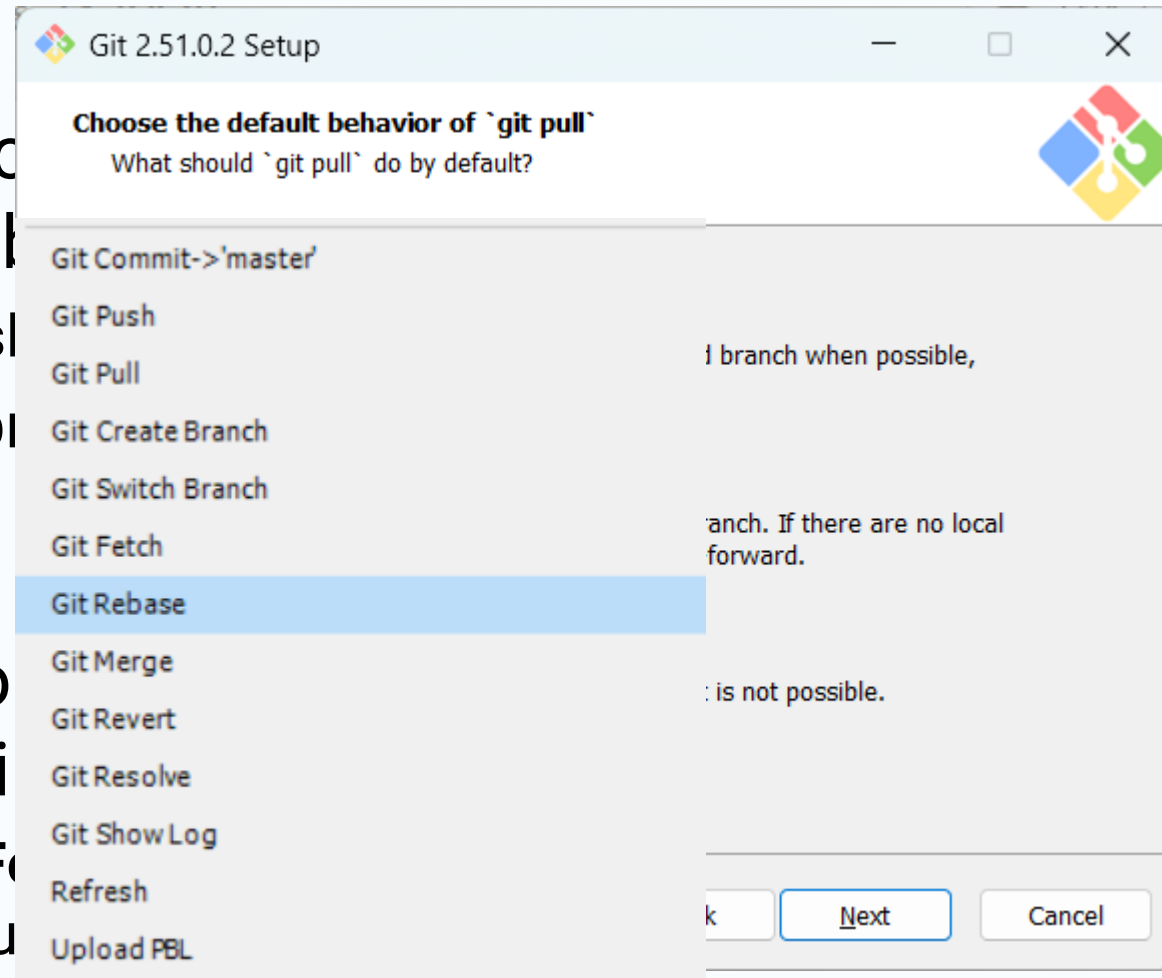 Git 2.51.0.2 Setup
Choose the default behavior of `git pull`
What should `git pull` do by default?
Git Commit->'master'
Git Push
branch when possible,
Git Pull
Git Create Branch
Git Switch Branch
If there are no local
Git Fetch
forward.
Git Rebase
Git Merge
is not possible.
Git Revert
Git Resolve
Git Show Log
Refresh
Next
Cancel
Upload PBL